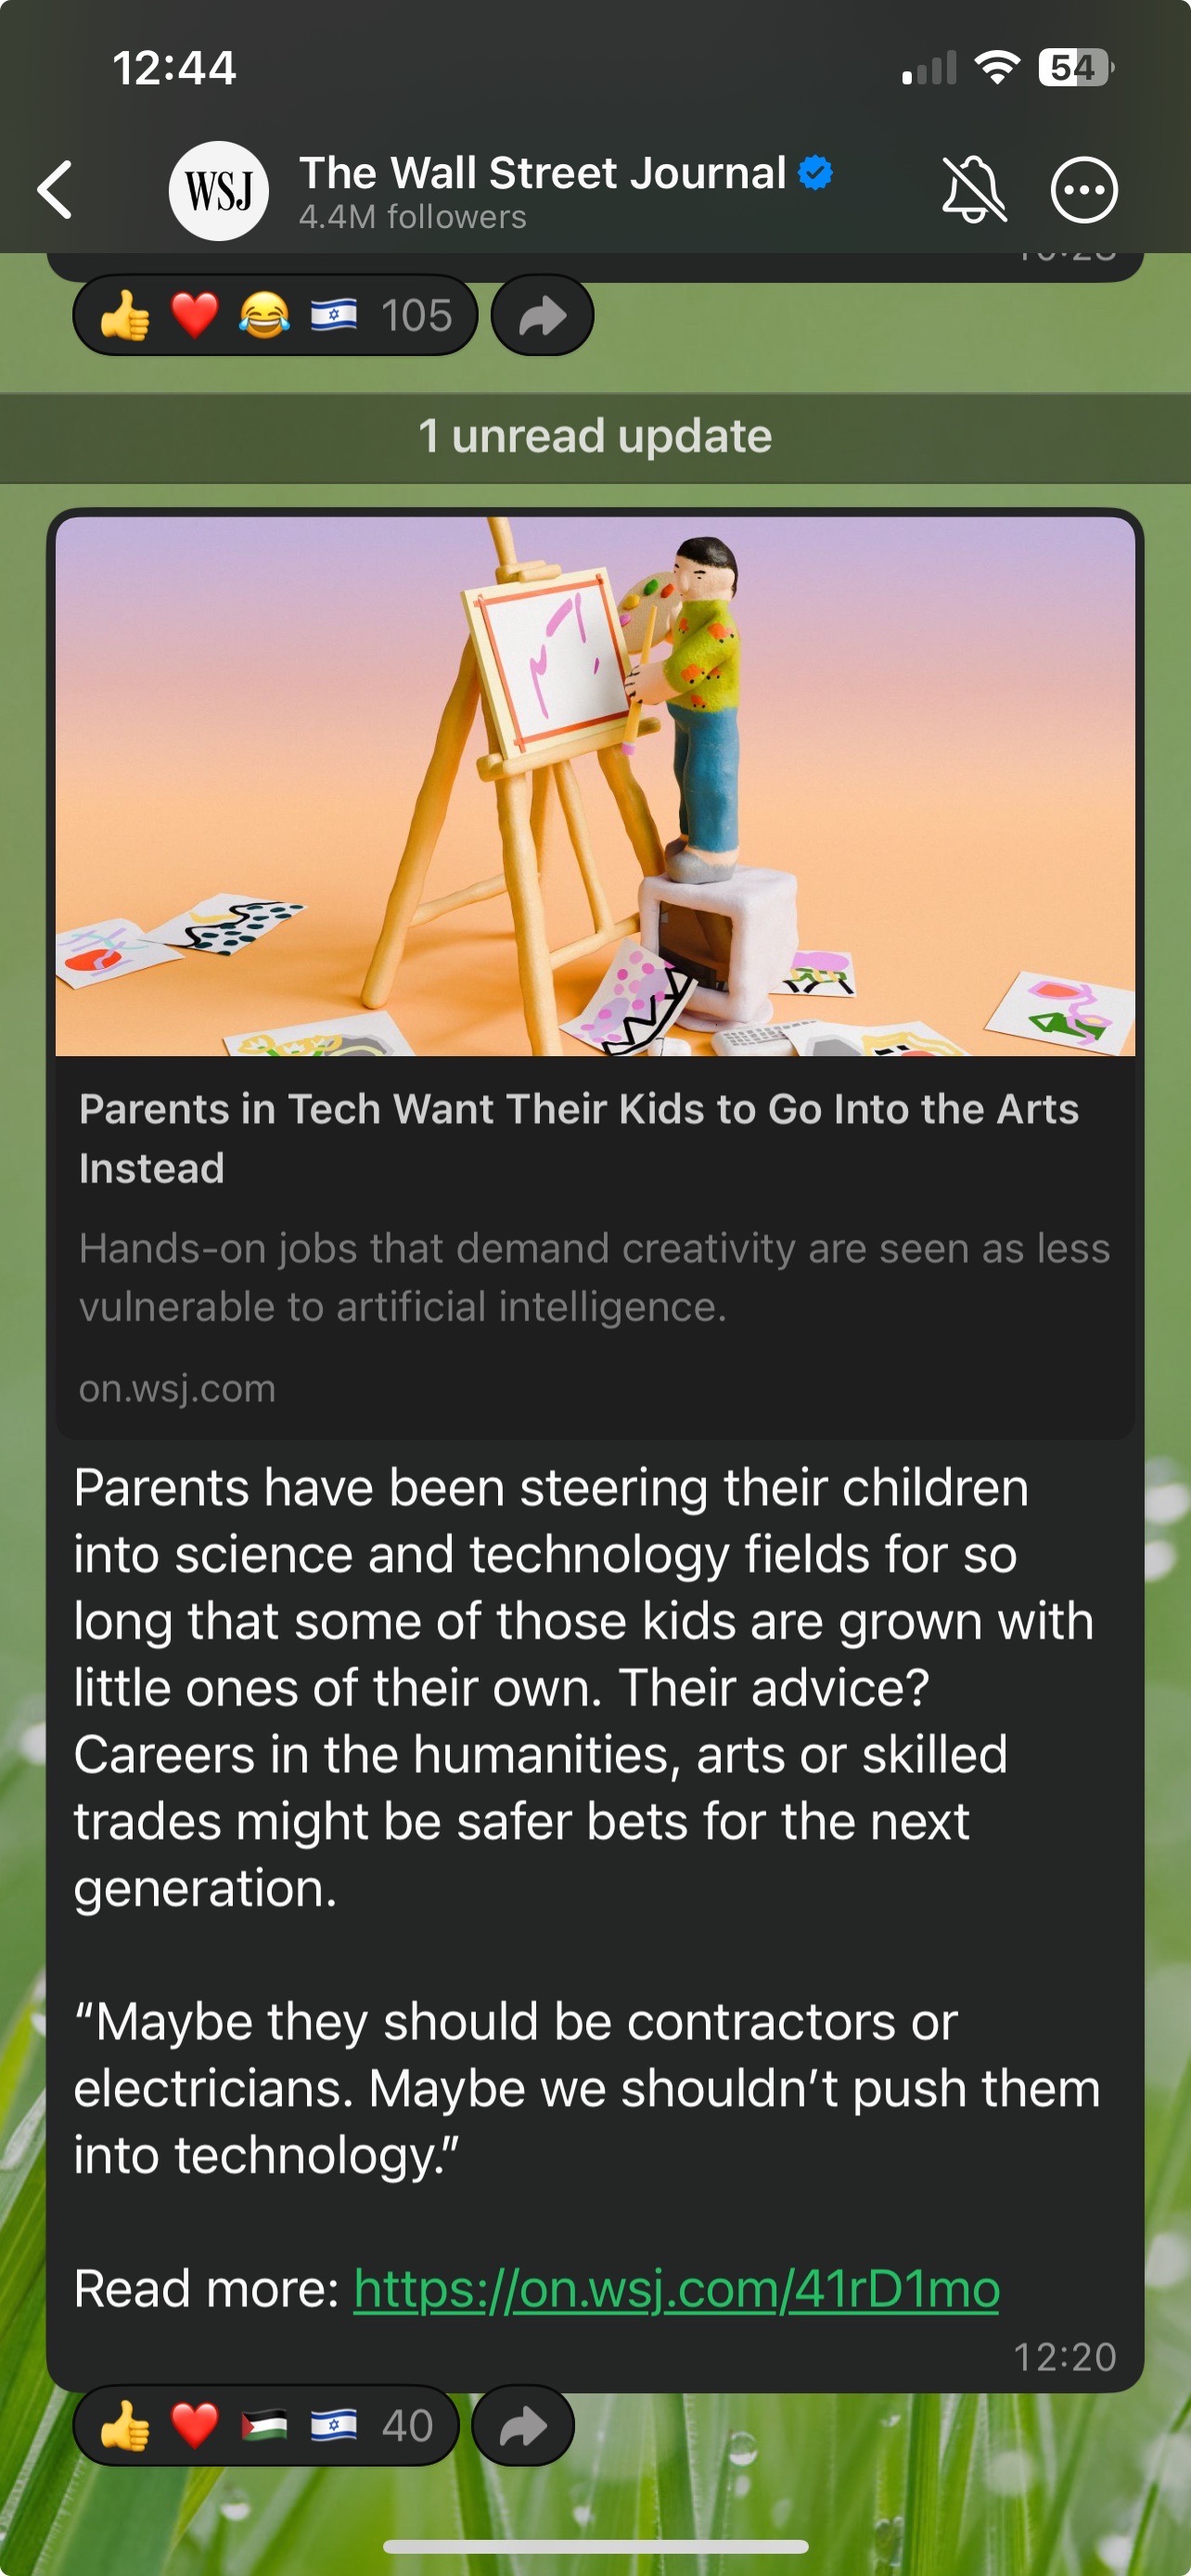 12:44
54
WSJ
The Wall Street Journal
4.4M followers
105
1 unread update
Parents in Tech Want Their Kids to Go Into the Arts
Instead
Hands-on jobs that demand creativity are seen as less
vulnerable to artificial intelligence.
on.wsj.com
Parents have been steering their children
into science and technology fields for so
long that some of those kids are grown with
little ones of their own. Their advice?
Careers in the humanities, arts or skilled
trades might be safer bets for the next
generation.
“Maybe they should be contractors or
electricians. Maybe we shouldn’t push them
into technology.”
Read more: https://on.wsj.com/41rD1mo
12:20
40